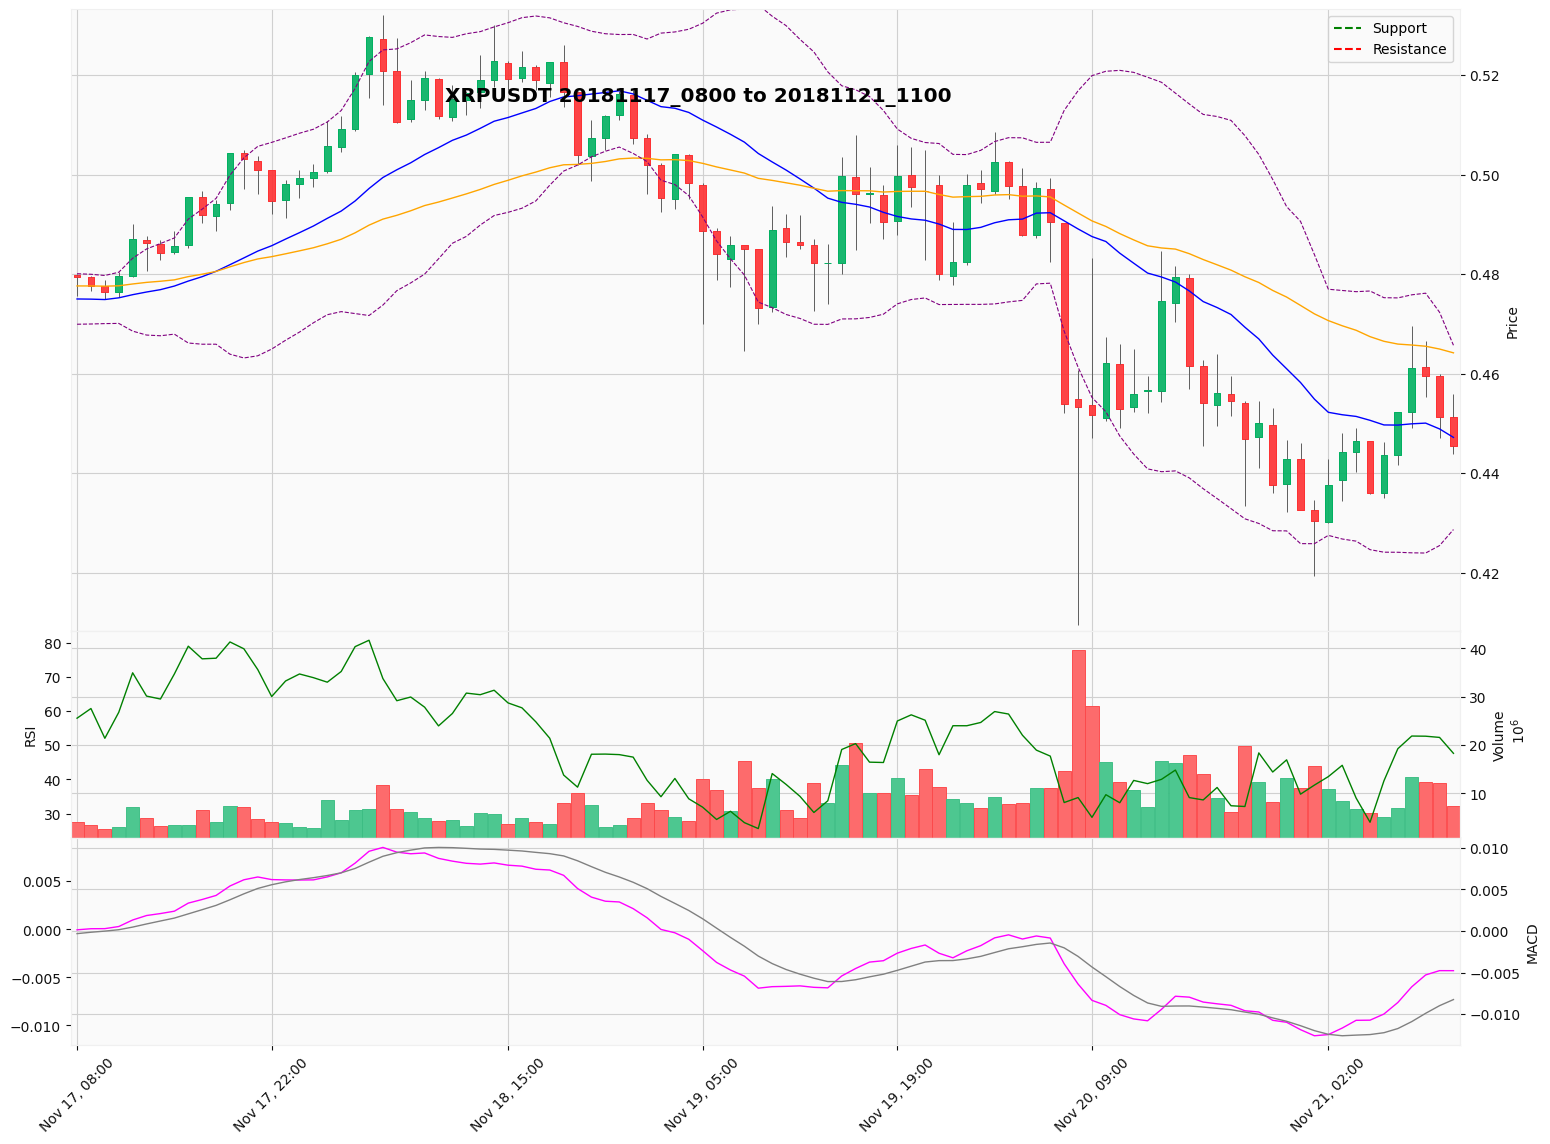 Support
Resistance
XRPUSDT 20181117_0800 to 20181121_1100
0.52
0.50
0.48
0.46
0.44
0.42
Price
80
70
60
50
40
30
RSI
40
30
20
10
Volume
10^6
0.005
0.000
−0.005
−0.010
0.010
0.005
0.000
−0.005
−0.010
MACD
Nov 17, 08:00
Nov 17, 22:00
Nov 18, 15:00
Nov 19, 05:00
Nov 19, 19:00
Nov 20, 09:00
Nov 21, 02:00